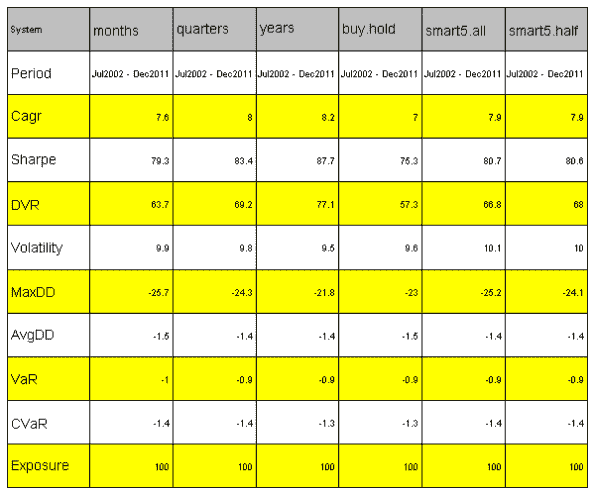 System months quarters years buy.hold smart5.all smart5.half
Period Jul2002 - Dec2011 Jul2002 - Dec2011 Jul2002 - Dec2011 Jul2002 - Dec2011 Jul2002 - Dec2011 Jul2002 - Dec2011
Cagr 7.6 8 8.2 7 7.9 7.9
Sharpe 79.3 83.4 87.7 75.3 80.7 80.6
DVR 63.7 69.2 77.1 57.3 66.8 68
Volatility 9.9 9.8 9.5 9.6 10.1 10
MaxDD -25.7 -24.3 -21.8 -23 -25.2 -24.1
AvgDD -1.5 -1.4 -1.4 -1.5 -1.4 -1.4
VaR -1 -0.9 -0.9 -0.9 -0.9 -0.9
CVaR -1.4 -1.4 -1.3 -1.3 -1.4 -1.4
Exposure 100 100 100 100 100 100